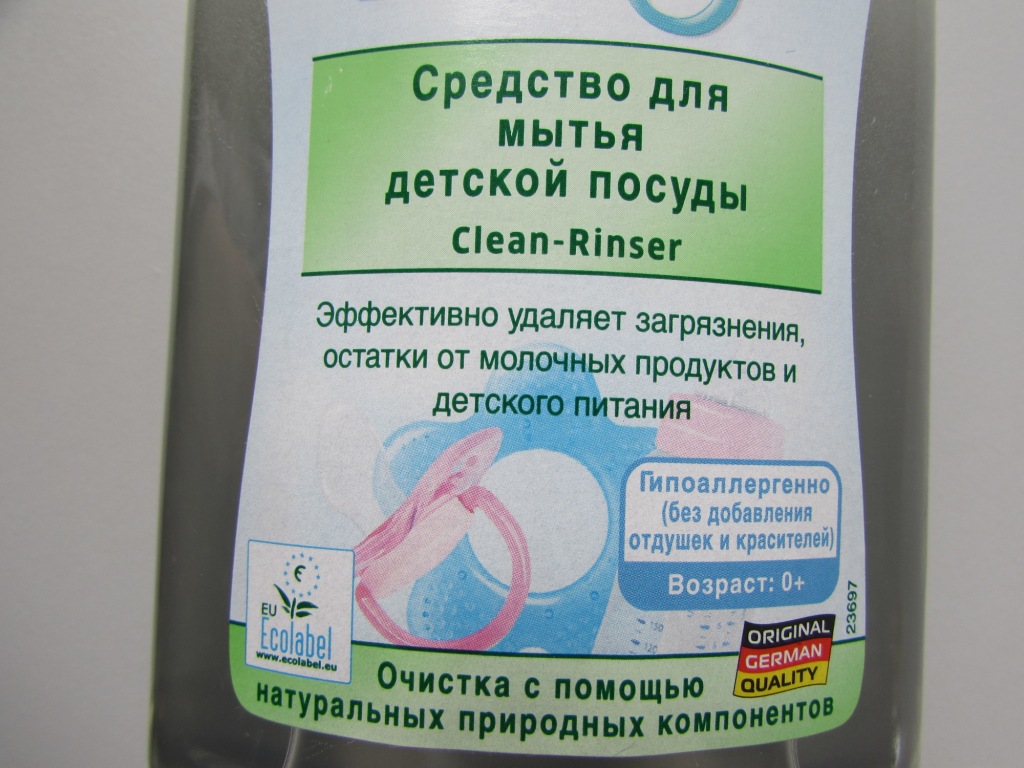 Средство для
мытья
детской посуды
Clean-Rinser
Эффективно удаляет загрязнения,
остатки от молочных продуктов и
детского питания
Гипоаллергенно
(без добавления
отдушек и красителей)
Возраст: 0+
23697
EU
Ecolabel
www.ecolabel.eu
ORIGINAL
GERMAN
QUALITY
Очистка с помощью
натуральных природных компонентов